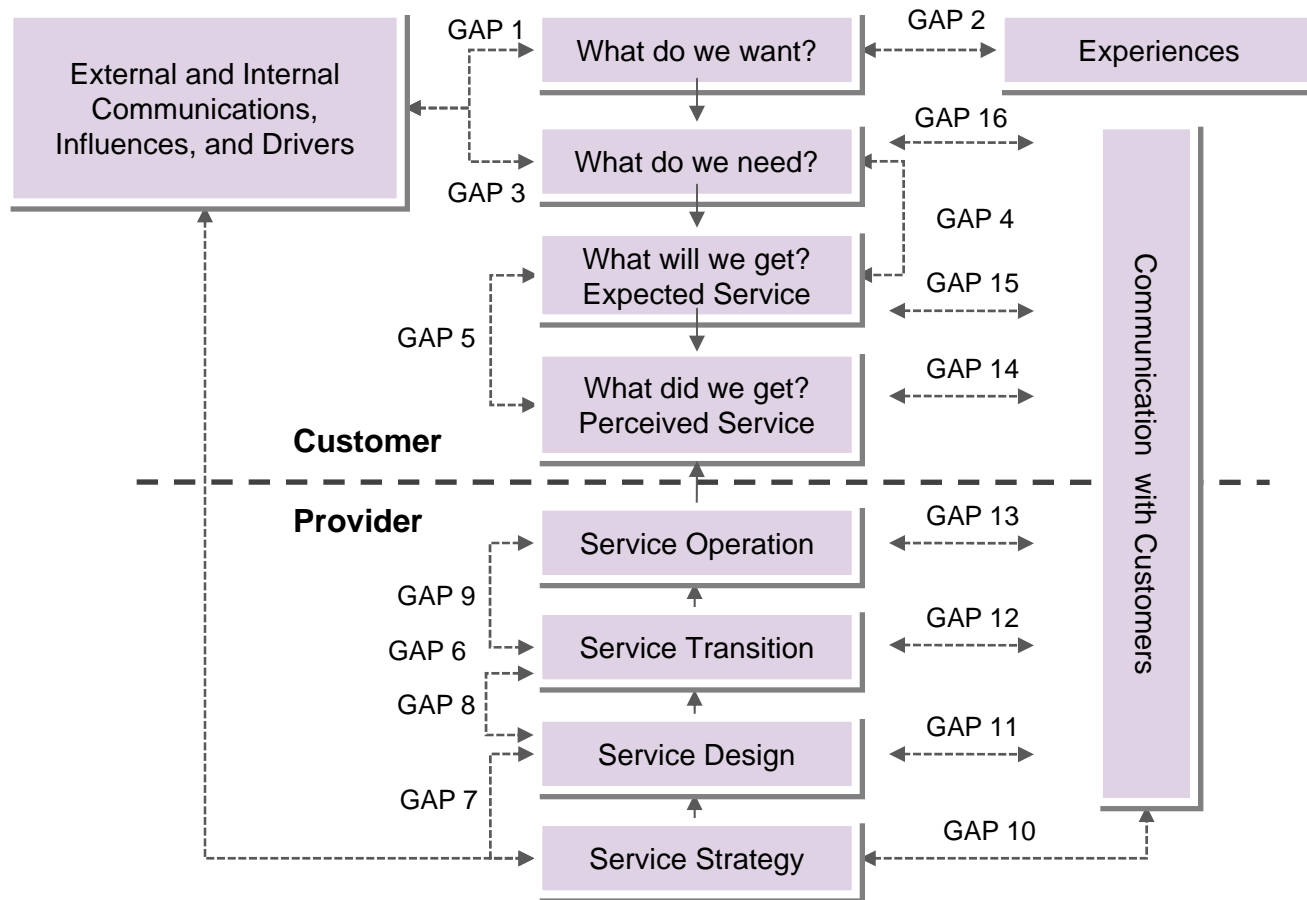 GAP 1
GAP 2
What do we want?
Experiences
External and Internal
Communications,
Influences, and Drivers
GAP 16
What do we need?
GAP 3
GAP 4
What will we get?
Expected Service
GAP 15
GAP 5
GAP 14
What did we get?
Perceived Service
Customer
Communication with Customers
Provider
GAP 13
Service Operation
GAP 9
GAP 12
GAP 6
Service Transition
GAP 8
GAP 11
Service Design
GAP 7
GAP 10
Service Strategy